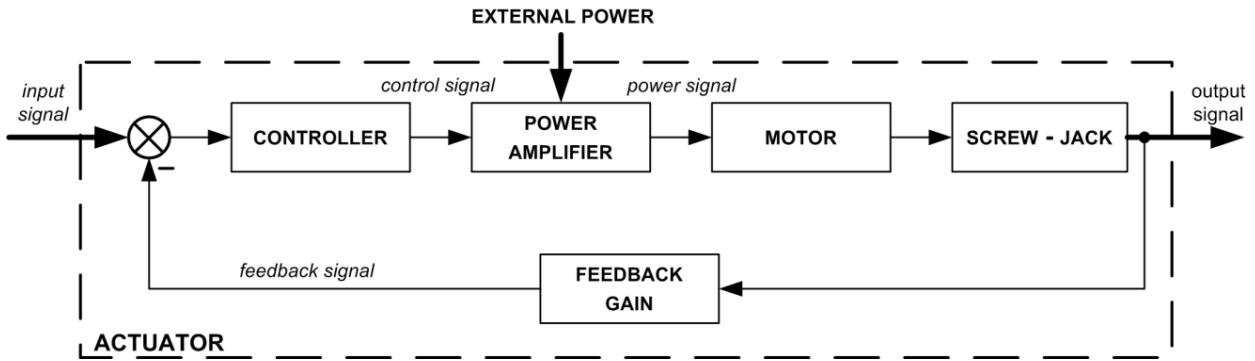 EXTERNAL POWER
input
signal
control signal
power signal
output
signal
CONTROLLER
POWER
AMPLIFIER
MOTOR
SCREW - JACK
feedback signal
FEEDBACK
GAIN
ACTUATOR